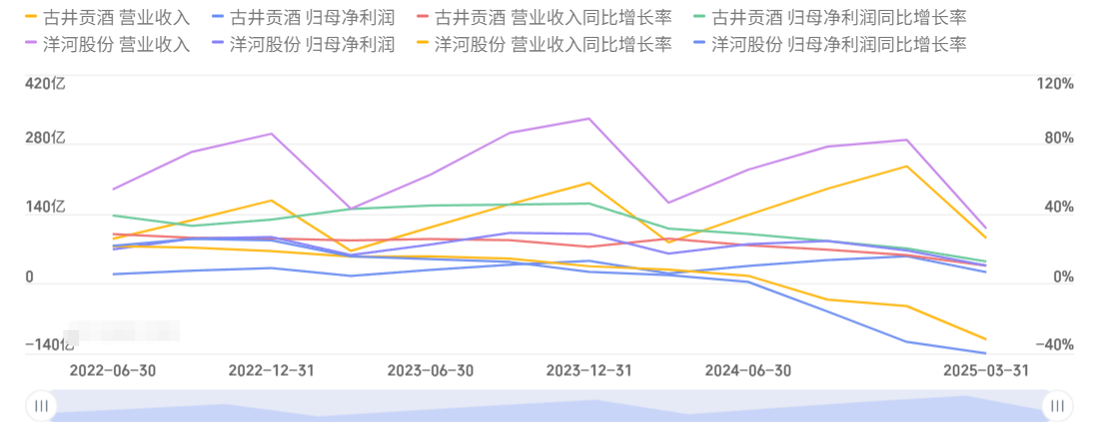 古井贡酒 营业收入 古井贡酒 归母净利润 古井贡酒 营业收入同比增长率 古井贡酒 归母净利润同比增长率
洋河股份 营业收入 洋河股份 归母净利润 洋河股份 营业收入同比增长率 洋河股份 归母净利润同比增长率
420亿 120%
280亿 80%
140亿 40%
0 0%
-140亿 -40%
2022-06-30 2022-12-31 2023-06-30 2023-12-31 2024-06-30 2025-03-31